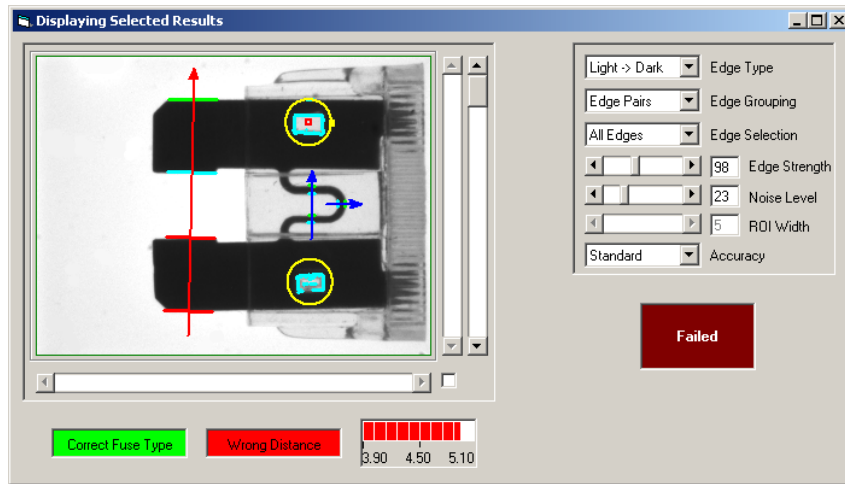 Displaying Selected Results
Light -> Dark Edge Type
Edge Pairs Edge Grouping
All Edges Edge Selection
98 Edge Strength
23 Noise Level
5 ROI Width
Standard Accuracy
Failed
Correct Fuse Type Wrong Distance
3.90 4.50 5.10